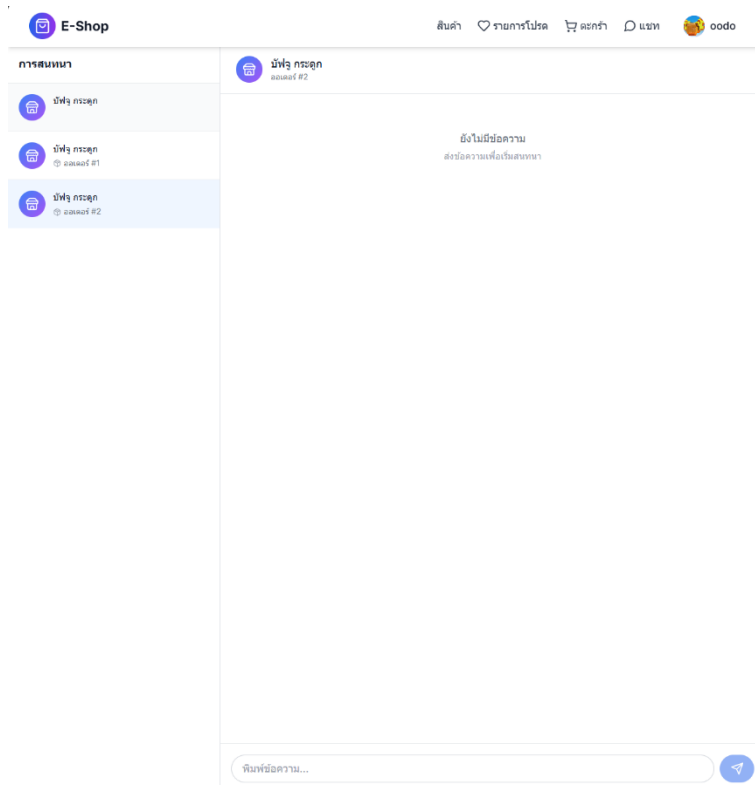 E-Shop
สินค้า
รายการโปรด
ตะกร้า
แชท
oodo
การสนทนา
บัฟจู กระดูก
บัฟจู กระดูก
ออเดอร์ #1
บัฟจู กระดูก
ออเดอร์ #2
บัฟจู กระดูก
ออเดอร์ #2
ยังไม่มีข้อความ
ส่งข้อความเพื่อเริ่มสนทนา
พิมพ์ข้อความ...